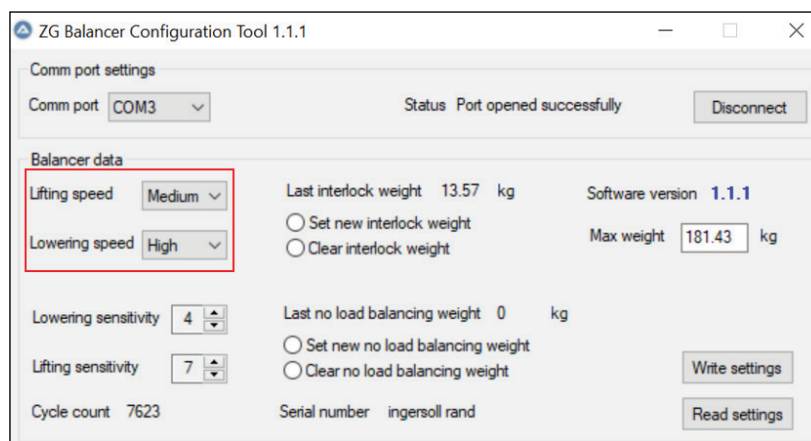 ZG Balancer Configuration Tool 1.1.1
Comm port settings
Comm port COM3 Status Port opened successfully Disconnect
Balancer data
Lifting speed Medium Last interlock weight 13.57 kg Software version 1.1.1
Set new interlock weight
Lowering speed High Clear interlock weight Max weight 181.43 kg
Lowering sensitivity 4 Last no load balancing weight 0 kg
Set new no load balancing weight
Lifting sensitivity 7 Clear no load balancing weight Write settings
Cycle count 7623 Serial number ingersoll rand Read settings